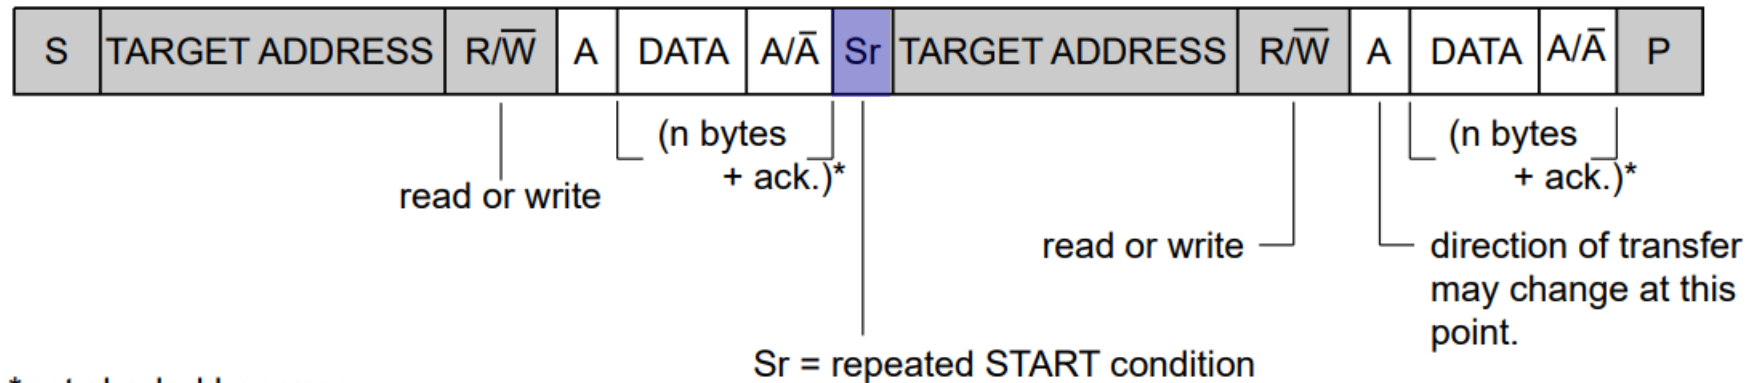 S TARGET ADDRESS R/W̅ A DATA A/A̅ Sr TARGET ADDRESS R/W̅ A DATA A/A̅ P
(n bytes (n bytes
+ ack.)* + ack.)*
read or write
read or write direction of transfer
may change at this
point.
Sr = repeated START condition